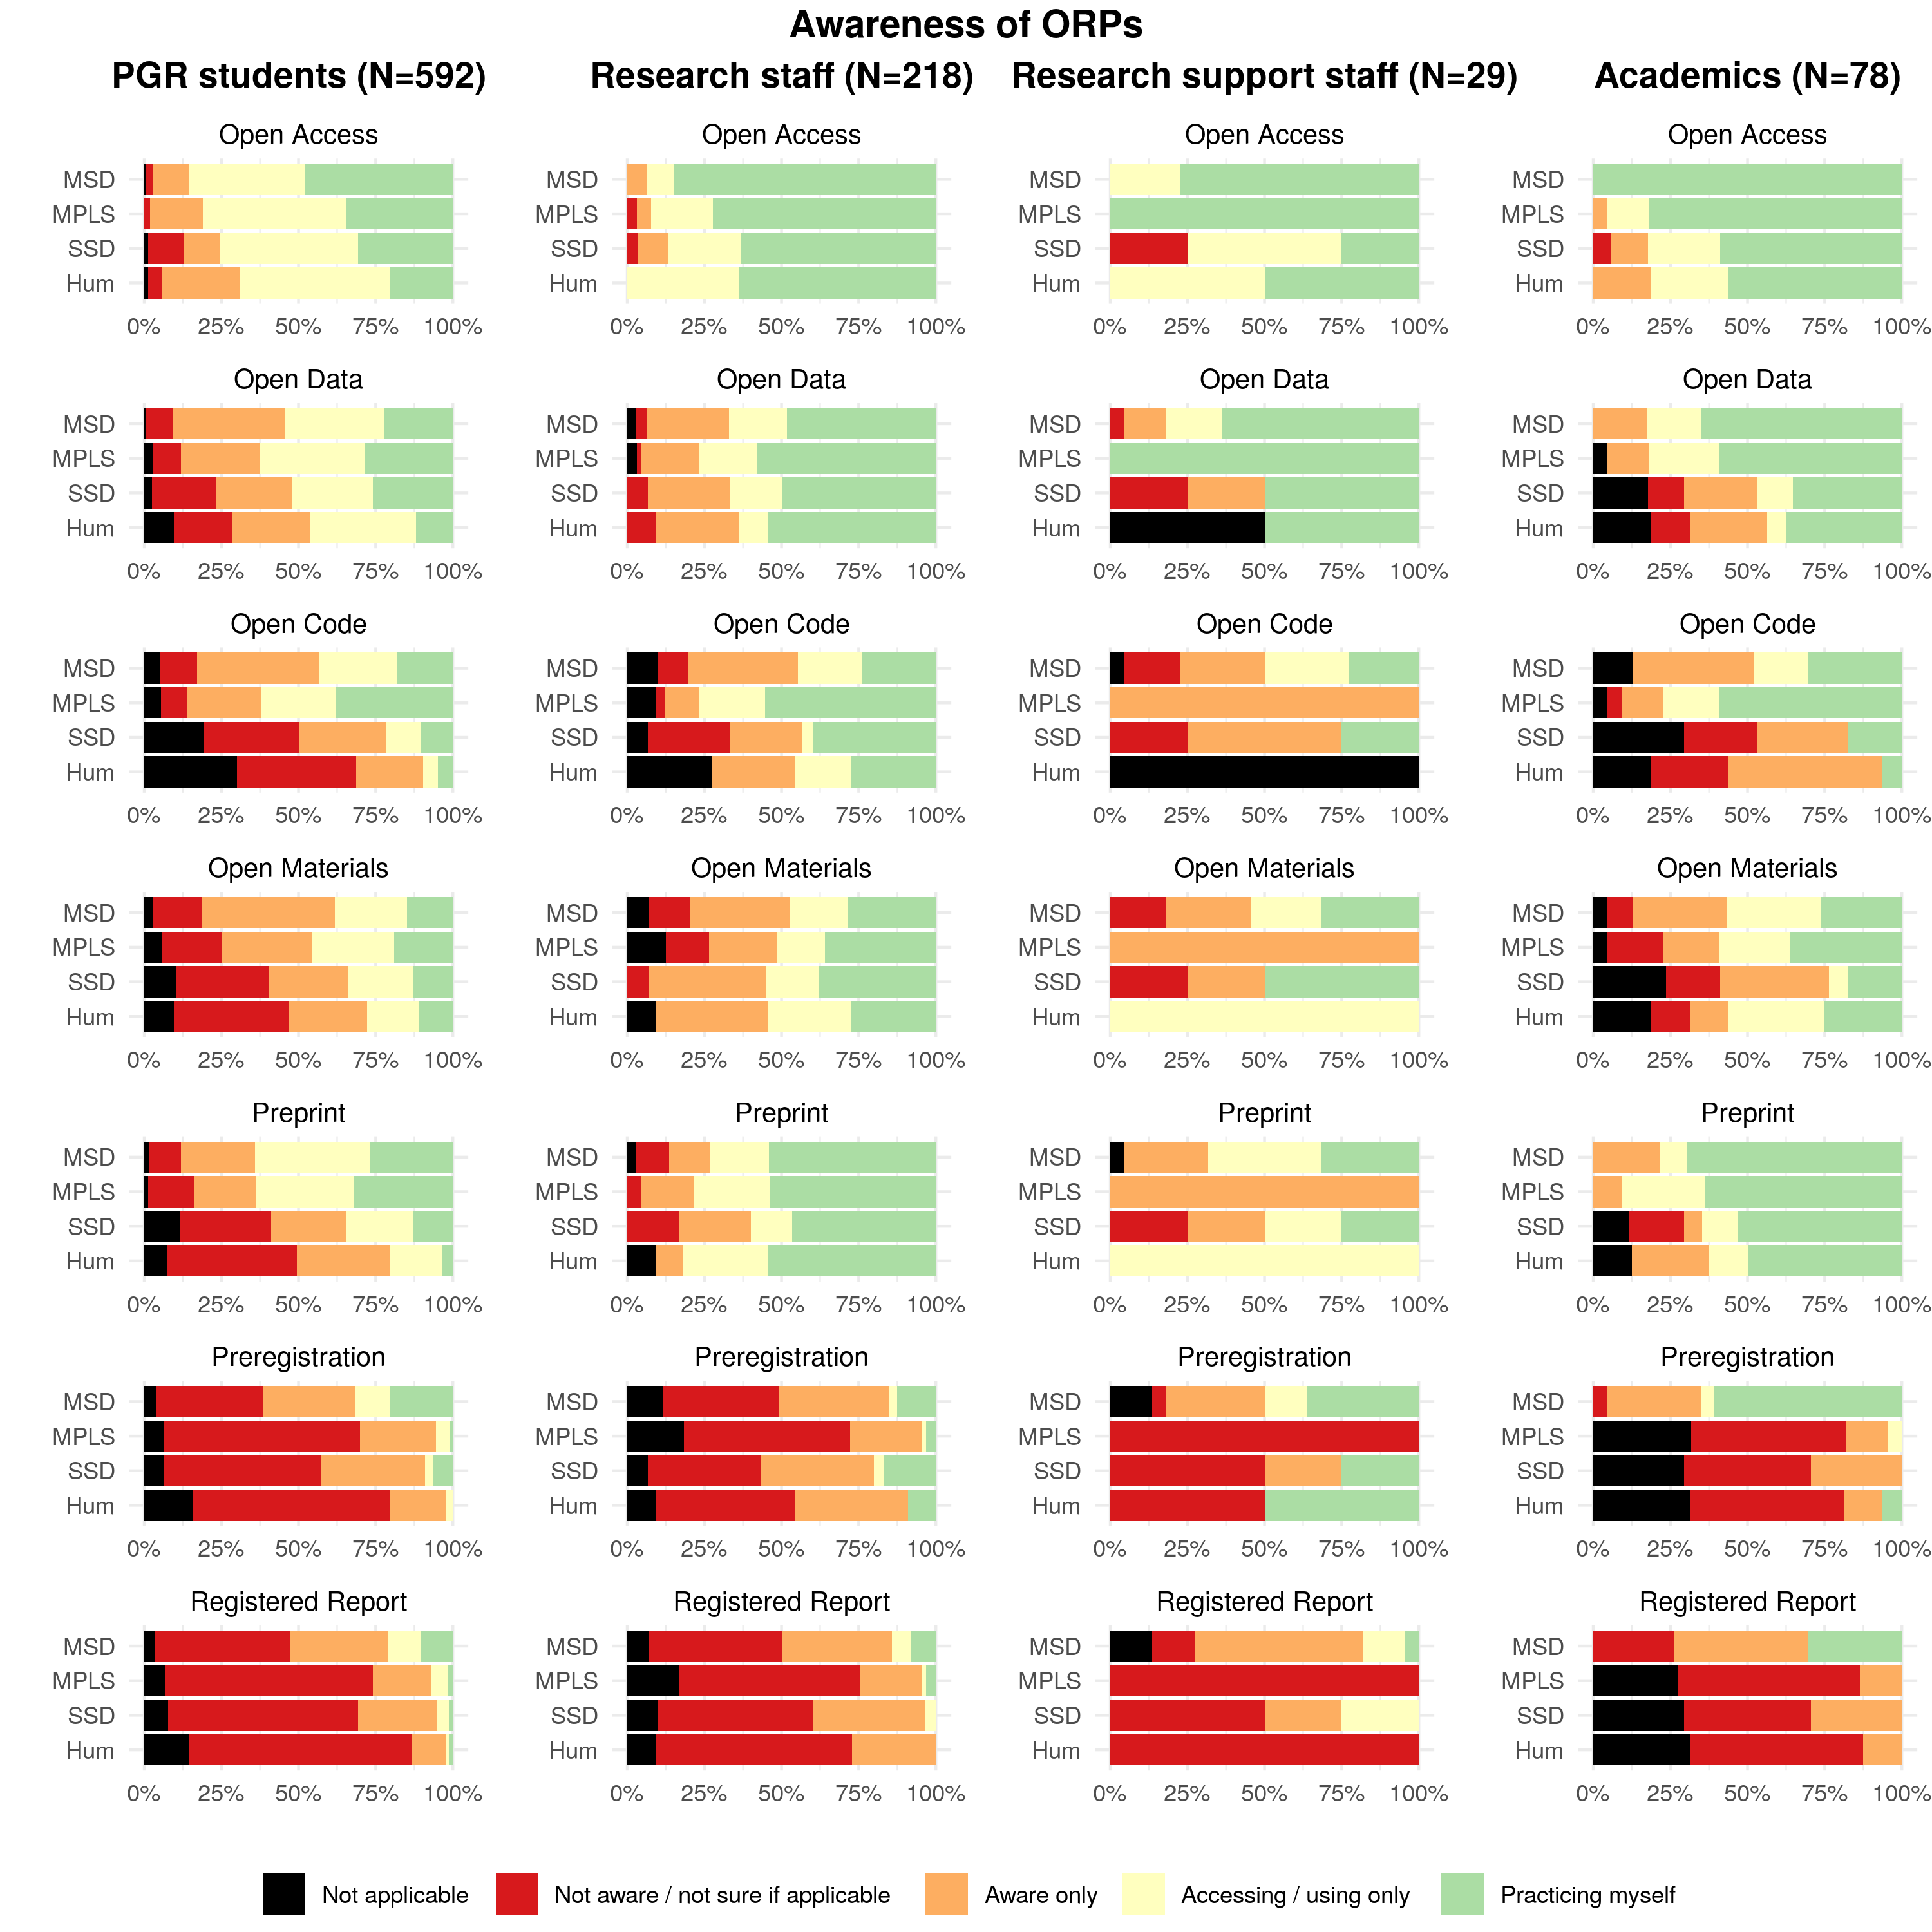 Awareness of ORPs
PGR students (N=592) Research staff (N=218) Research support staff (N=29) Academics (N=78)
Open Access Open Access Open Access Open Access
MSD MSD MSD MSD
MPLS MPLS MPLS MPLS
SSD SSD SSD SSD
Hum Hum Hum Hum
0% 25% 50% 75% 100% 0% 25% 50% 75% 100% 0% 25% 50% 75% 100% 0% 25% 50% 75% 100%
Open Data Open Data Open Data Open Data
MSD MSD MSD MSD
MPLS MPLS MPLS MPLS
SSD SSD SSD SSD
Hum Hum Hum Hum
0% 25% 50% 75% 100% 0% 25% 50% 75% 100% 0% 25% 50% 75% 100% 0% 25% 50% 75% 100%
Open Code Open Code Open Code Open Code
MSD MSD MSD MSD
MPLS MPLS MPLS MPLS
SSD SSD SSD SSD
Hum Hum Hum Hum
0% 25% 50% 75% 100% 0% 25% 50% 75% 100% 0% 25% 50% 75% 100% 0% 25% 50% 75% 100%
Open Materials Open Materials Open Materials Open Materials
MSD MSD MSD MSD
MPLS MPLS MPLS MPLS
SSD SSD SSD SSD
Hum Hum Hum Hum
0% 25% 50% 75% 100% 0% 25% 50% 75% 100% 0% 25% 50% 75% 100% 0% 25% 50% 75% 100%
Preprint Preprint Preprint Preprint
MSD MSD MSD MSD
MPLS MPLS MPLS MPLS
SSD SSD SSD SSD
Hum Hum Hum Hum
0% 25% 50% 75% 100% 0% 25% 50% 75% 100% 0% 25% 50% 75% 100% 0% 25% 50% 75% 100%
Preregistration Preregistration Preregistration Preregistration
MSD MSD MSD MSD
MPLS MPLS MPLS MPLS
SSD SSD SSD SSD
Hum Hum Hum Hum
0% 25% 50% 75% 100% 0% 25% 50% 75% 100% 0% 25% 50% 75% 100% 0% 25% 50% 75% 100%
Registered Report Registered Report Registered Report Registered Report
MSD MSD MSD MSD
MPLS MPLS MPLS MPLS
SSD SSD SSD SSD
Hum Hum Hum Hum
0% 25% 50% 75% 100% 0% 25% 50% 75% 100% 0% 25% 50% 75% 100% 0% 25% 50% 75% 100%
Not applicable Not aware / not sure if applicable Aware only Accessing / using only Practicing myself